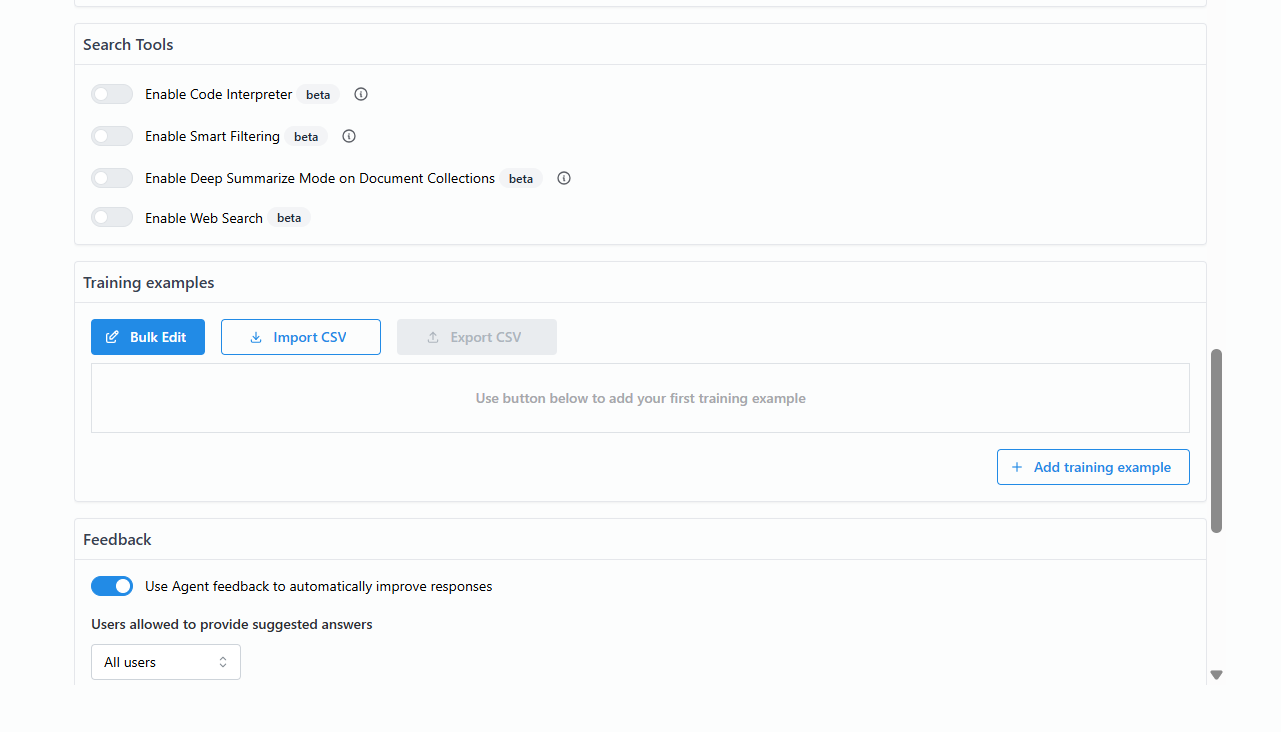 Search Tools
Enable Code Interpreter beta
Enable Smart Filtering beta
Enable Deep Summarize Mode on Document Collections beta
Enable Web Search beta
Training examples
Bulk Edit Import CSV Export CSV
Use button below to add your first training example
Add training example
Feedback
Use Agent feedback to automatically improve responses
Users allowed to provide suggested answers
All users